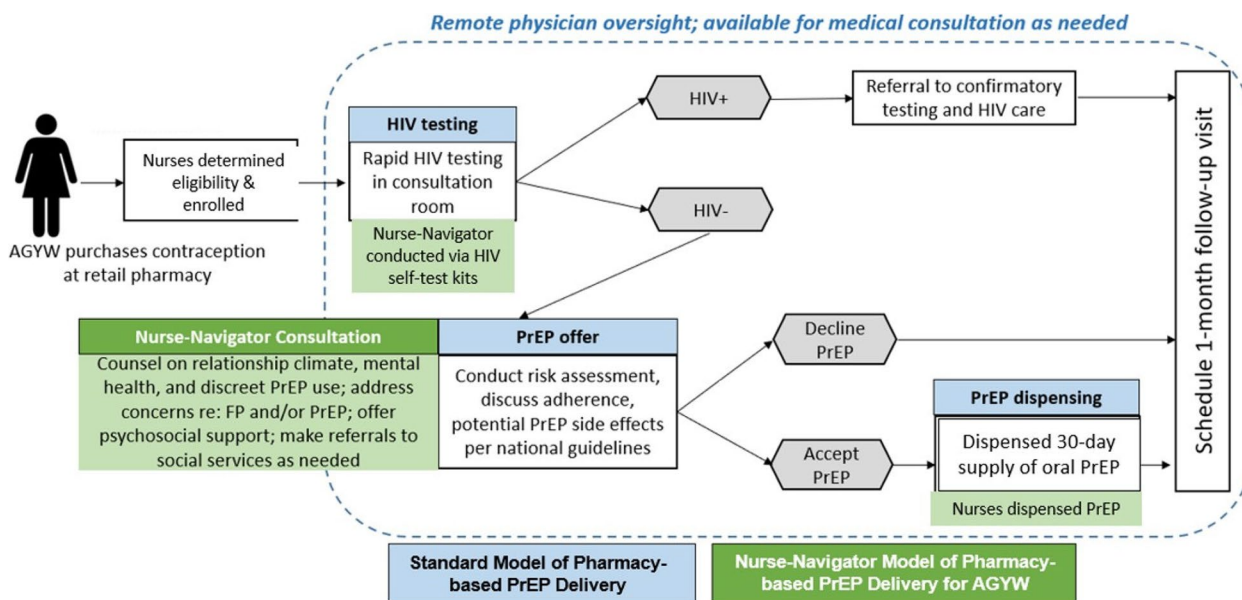 Remote physician oversight; available for medical consultation as needed
HIV+
Referral to confirmatory
testing and HIV care
HIV testing
Rapid HIV testing
in consultation
room
Nurse-Navigator
conducted via HIV
self-test kits
Nurses determined
eligibility &
enrolled
AGYW purchases contraception
at retail pharmacy
HIV-
Nurse-Navigator Consultation
Counsel on relationship climate, mental
health, and discreet PrEP use; address
concerns re: FP and/or PrEP; offer
psychosocial support; make referrals to
social services as needed
PrEP offer
Conduct risk assessment,
discuss adherence,
potential PrEP side effects
per national guidelines
Decline
PrEP
Accept
PrEP
PrEP dispensing
Dispensed 30-day
supply of oral PrEP
Nurses dispensed PrEP
Schedule 1-month follow-up visit
Standard Model of Pharmacy-
based PrEP Delivery
Nurse-Navigator Model of Pharmacy-
based PrEP Delivery for AGYW